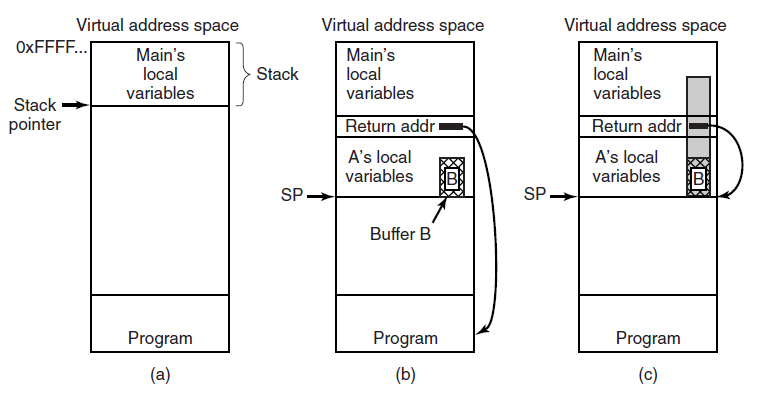 Virtual address space
0xFFFF...
Main's
local
variables
Stack
Stack
pointer
Program
(a)
Virtual address space
Main's
local
variables
Return addr
A's local
variables
B
SP
Buffer B
Program
(b)
Virtual address space
Main's
local
variables
Return addr
A's local
variables
B
SP
Program
(c)